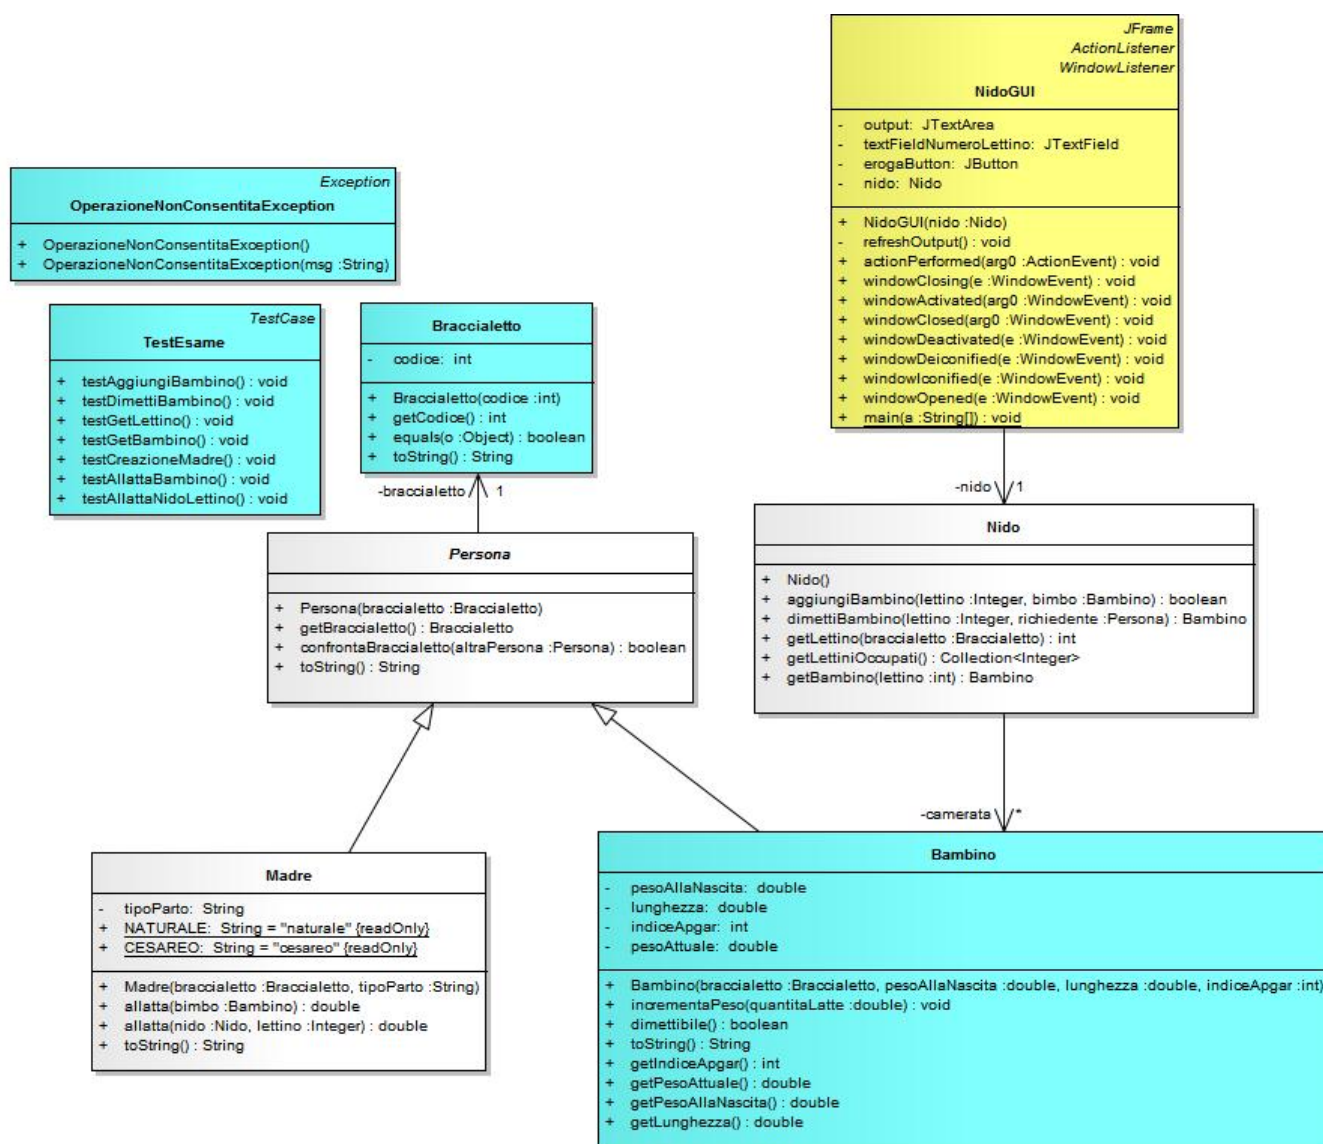 Exception
OperazioneNonConsentitaException
+ OperazioneNonConsentitaException()
+ OperazioneNonConsentitaException(msg :String)
TestCase
TestEsame
+ testAggiungiBambino() : void
+ testDimettiBambino() : void
+ testGetLettino() : void
+ testGetBambino() : void
+ testCreazioneMadre() : void
+ testAllattaBambino() : void
+ testAllattaNidoLettino() : void
Braccialetto
- codice: int
+ Braccialetto(codice :int)
+ getCodice() : int
+ equals(o :Object) : boolean
+ toString() : String
-braccialetto 1
JFrame
ActionListener
WindowListener
NidoGUI
- output: JTextArea
- textFieldNumeroLettino: JTextField
- erogaButton: JButton
- nido: Nido
+ NidoGUI(nido :Nido)
- refreshOutput() : void
+ actionPerformed(arg0 :ActionEvent) : void
+ windowClosing(e :WindowEvent) : void
+ windowActivated(arg0 :WindowEvent) : void
+ windowClosed(arg0 :WindowEvent) : void
+ windowDeactivated(e :WindowEvent) : void
+ windowDeiconified(e :WindowEvent) : void
+ windowIconified(e :WindowEvent) : void
+ windowOpened(e :WindowEvent) : void
+ main(a :String[]) : void
-nido 1
Persona
+ Persona(braccialetto :Braccialetto)
+ getBraccialetto() : Braccialetto
+ confrontaBraccialetto(altraPersona :Persona) : boolean
+ toString() : String
Nido
+ Nido()
+ aggiungiBambino(lettino :Integer, bimbo :Bambino) : boolean
+ dimettiBambino(lettino :Integer, richiedente :Persona) : Bambino
+ getLettino(braccialetto :Braccialetto) : int
+ getLettiniOccupati() : Collection<Integer>
+ getBambino(lettino :int) : Bambino
-camerata *
Madre
- tipoParto: String
+ NATURALE: String = "naturale" {readOnly}
+ CESAREO: String = "cesareo" {readOnly}
+ Madre(braccialetto :Braccialetto, tipoParto :String)
+ allatta(bimbo :Bambino) : double
+ allatta(nido :Nido, lettino :Integer) : double
+ toString() : String
Bambino
- pesoAllaNascita: double
- lunghezza: double
- indiceApgar: int
- pesoAttuale: double
+ Bambino(braccialetto :Braccialetto, pesoAllaNascita :double, lunghezza :double, indiceApgar :int)
+ incrementaPeso(quantitaLatte :double) : void
+ dimettibile() : boolean
+ toString() : String
+ getIndiceApgar() : int
+ getPesoAttuale() : double
+ getPesoAllaNascita() : double
+ getLunghezza() : double